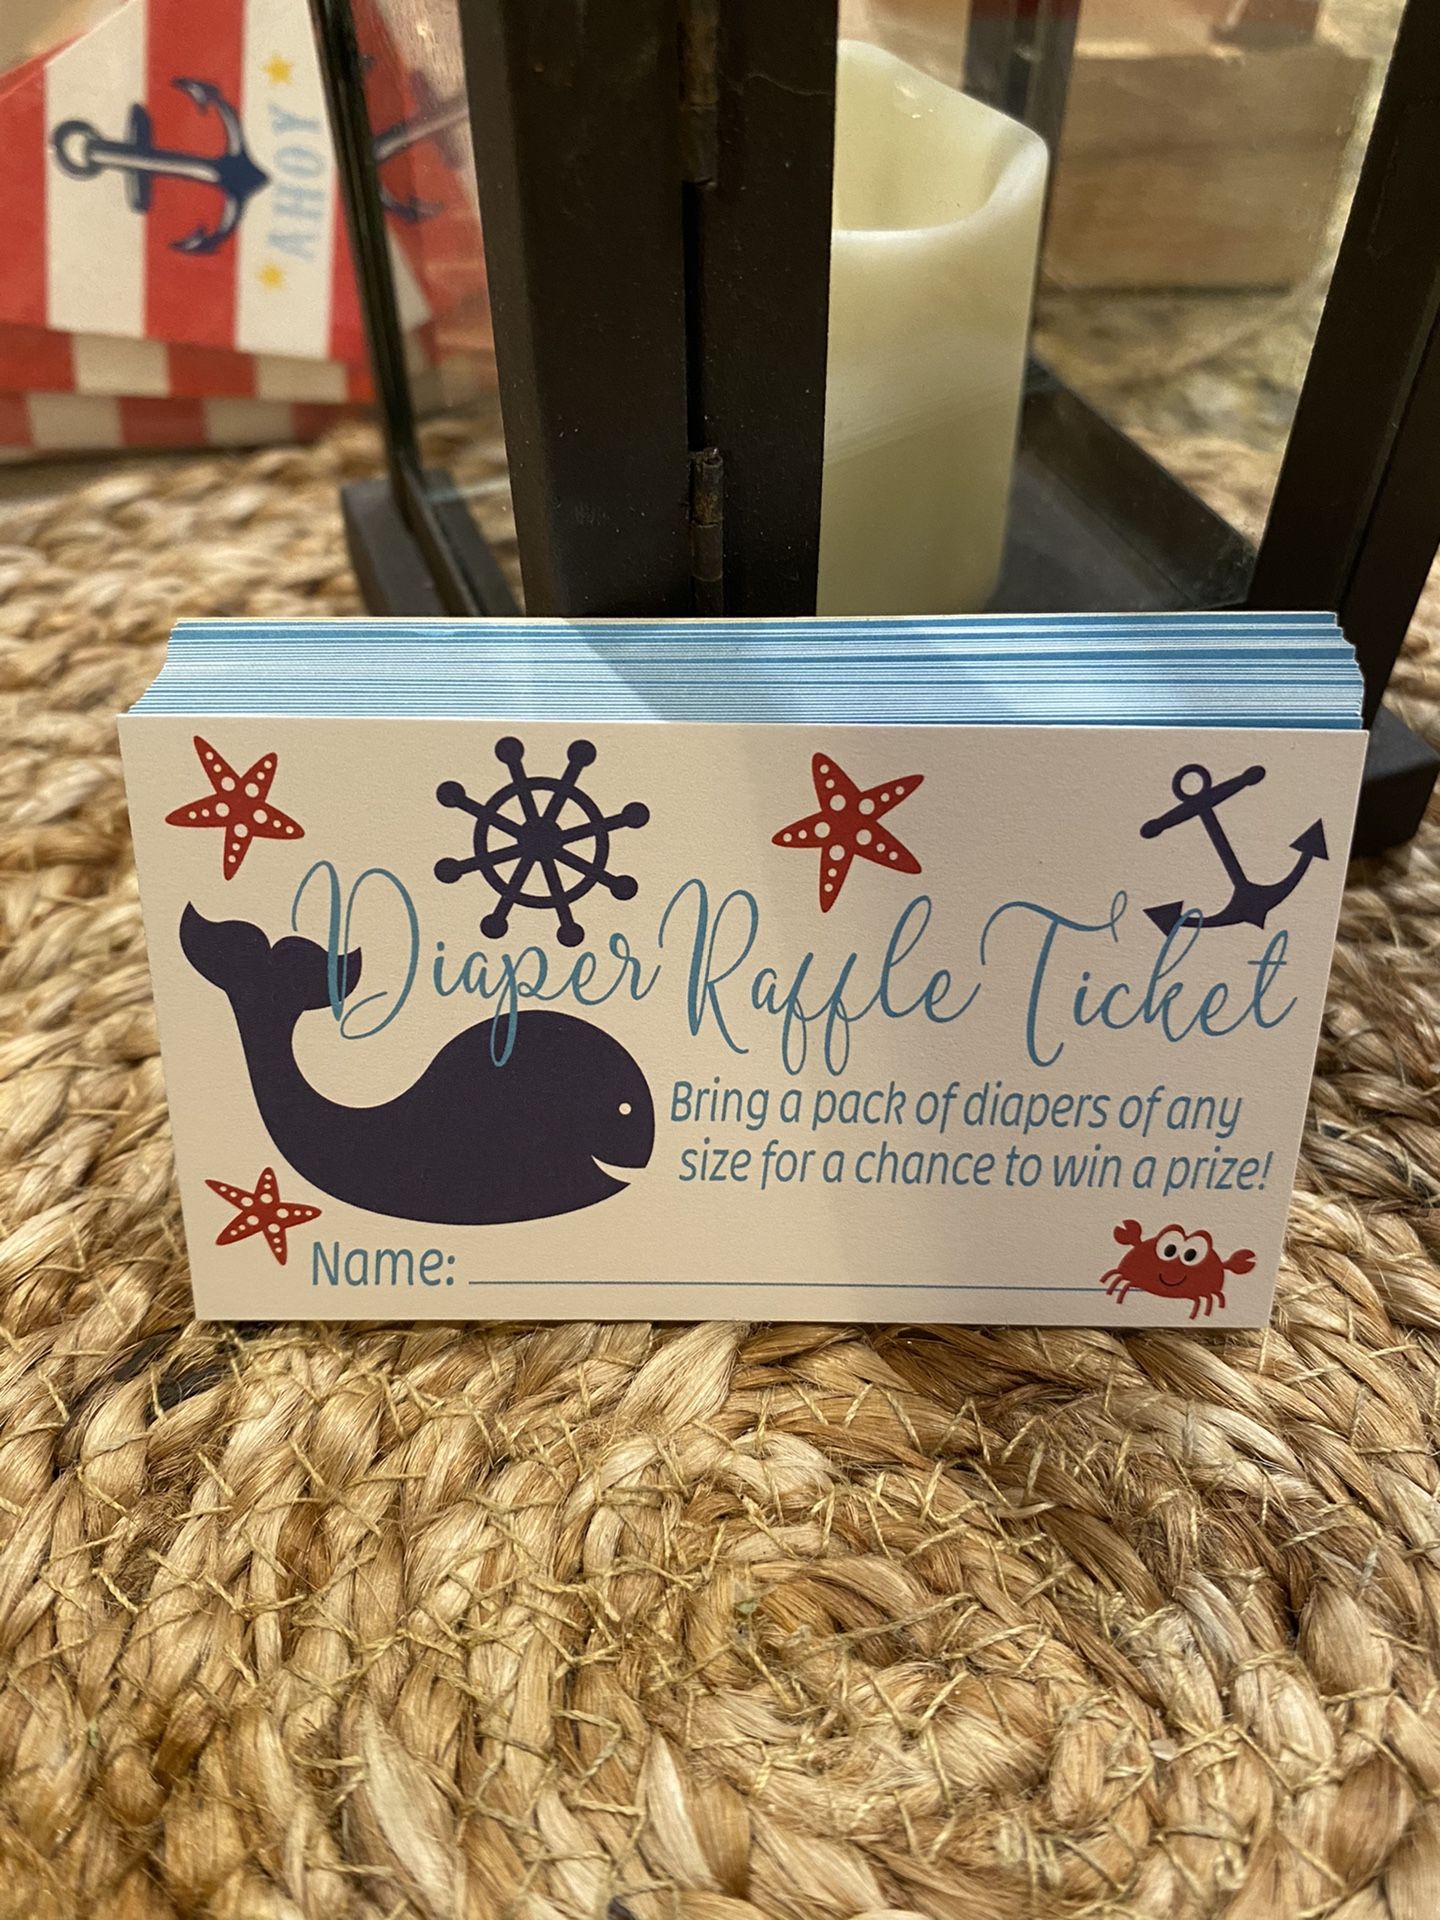 AHOY
Diaper Raffle Ticket
Bring a pack of diapers of any
size for a chance to win a prize!
Name: